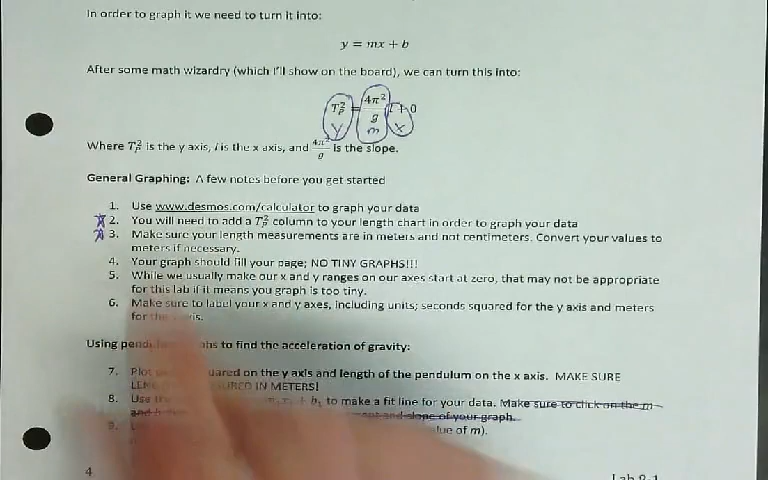 In order to graph it we need to turn it into:
y = mx + b
After some math wizardry (which I'll show on the board), we can turn this into:
T_p^2 = 4π^2/g l + 0
Y m X
Where T_p^2 is the y axis, l is the x axis, and 4π^2/g is the slope.
General Graphing: A few notes before you get started
1. Use www.desmos.com/calculator to graph your data
2. You will need to add a T_p^2 column to your length chart in order to graph your data
3. Make sure your length measurements are in meters and not centimeters. Convert your values to
meters if necessary.
4. Your graph should fill your page; NO TINY GRAPHS!!!
5. While we usually make our x and y ranges on our axes start at zero, that may not be appropriate
for this lab if it means your graph is too tiny.
6. Make sure to label your x and y axes, including units; seconds squared for the y axis and meters
for the
Using to find the acceleration of gravity:
7. Plot on the y axis and length of the pendulum on the x axis. MAKE SURE
IN METERS!
8. Use to make a fit line for your data. Make sure to click on the m
and and slope of your graph.
9. of m).
4 Lab 9-1